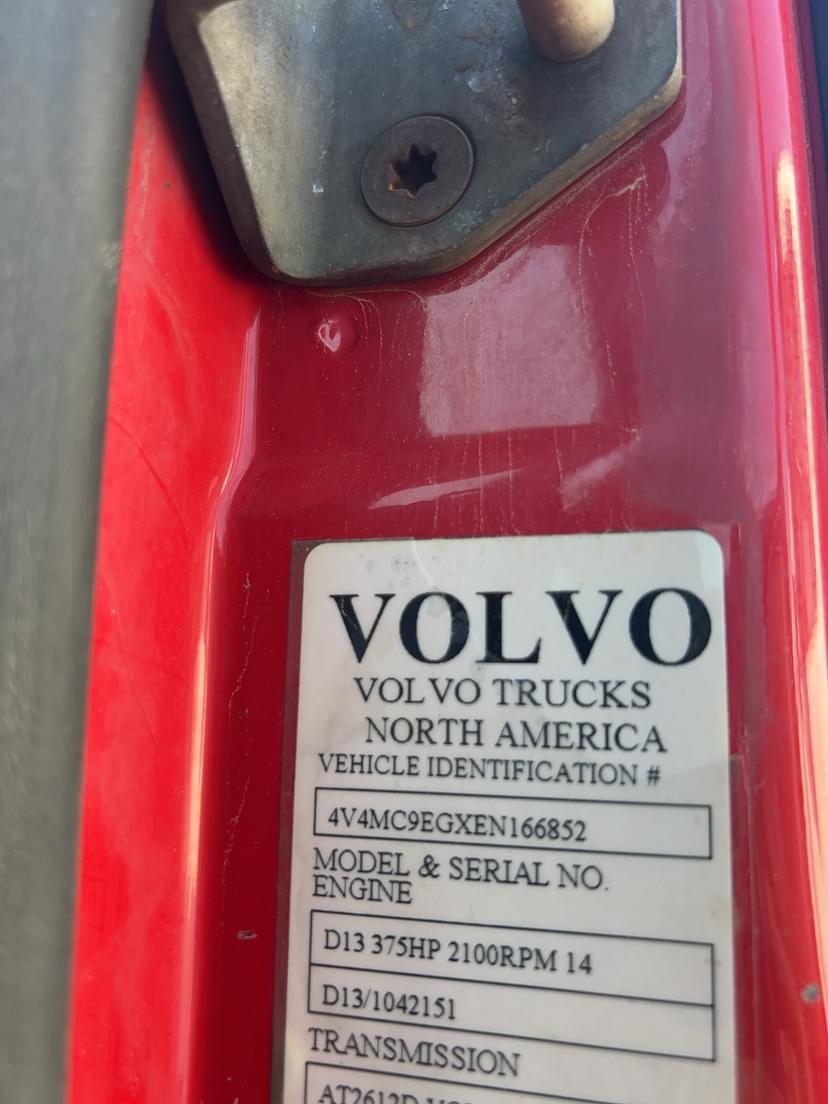 VOLVO
VOLVO TRUCKS
NORTH AMERICA
VEHICLE IDENTIFICATION #
4V4MC9EGXEN166852
MODEL & SERIAL NO.
ENGINE
D13 375HP 2100RPM 14
D13/1042151
TRANSMISSION
AT2612D